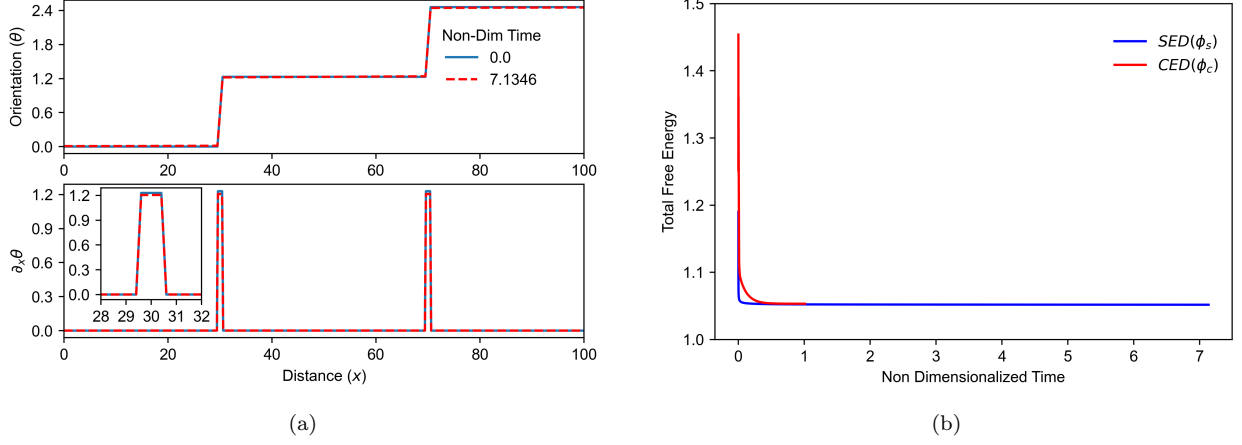 2.4
1.8
1.2
0.6
0.0
Orientation (θ)
Non-Dim Time
0.0
7.1346
0 20 40 60 80 100
1.2
0.9
0.6
0.3
0.0
∂ₓθ
1.2
0.9
0.6
0.3
0.0
28 29 30 31 32
0 20 40 60 80 100
Distance (x)
(a)
1.5
1.4
1.3
1.2
1.1
1.0
Total Free Energy
SED(ϕₛ)
CED(ϕ_c)
0 1 2 3 4 5 6 7
Non Dimensionalized Time
(b)